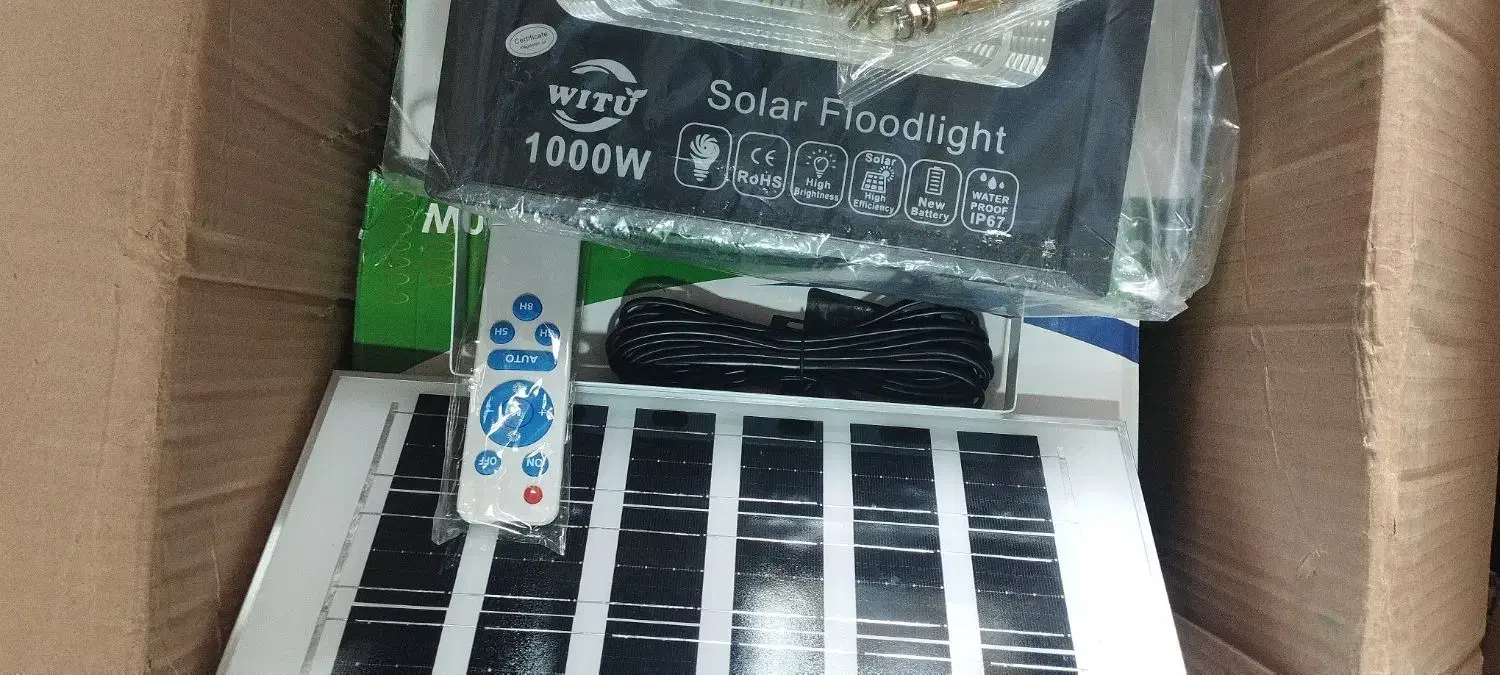 Certificate
WITU
1000W
Solar Floodlight
CE
RoHS
High
Brightness
Solar
High
Efficiency
New
Battery
WATER
PROOF
IP67
8H
5H
AUTO
+
-
OFF
ON